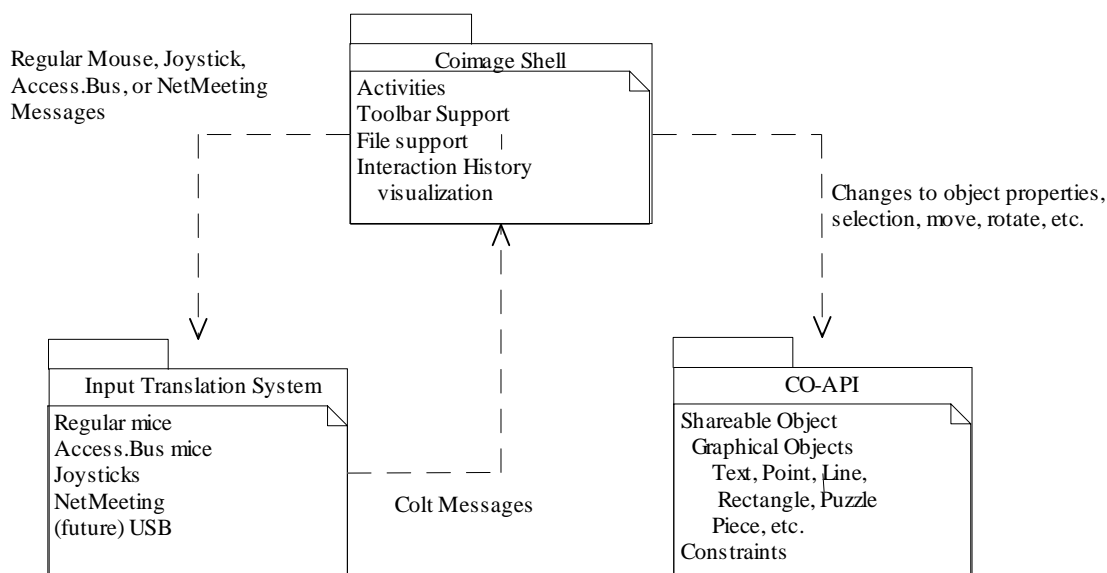 Regular Mouse, Joystick,
Access.Bus, or NetMeeting
Messages
Coimage Shell
Activities
Toolbar Support
File support
Interaction History
visualization
Changes to object properties,
selection, move, rotate, etc.
Input Translation System
Regular mice
Access.Bus mice
Joysticks
NetMeeting
(future) USB
Colt Messages
CO-API
Shareable Object
Graphical Objects
Text, Point, Line,
Rectangle, Puzzle
Piece, etc.
Constraints